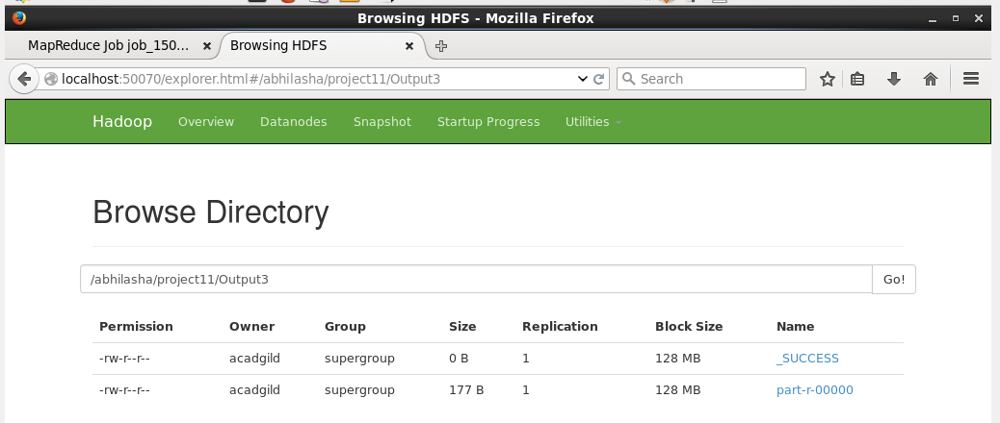 Browsing HDFS - Mozilla Firefox
MapReduce Job job_150... Browsing HDFS
localhost:50070/explorer.html#/abhilasha/project11/Output3 Search
Hadoop Overview Datanodes Snapshot Startup Progress Utilities
Browse Directory
/abhilasha/project11/Output3 Go!
Permission Owner Group Size Replication Block Size Name
-rw-r--r-- acadgild supergroup 0 B 1 128 MB _SUCCESS
-rw-r--r-- acadgild supergroup 177 B 1 128 MB part-r-00000